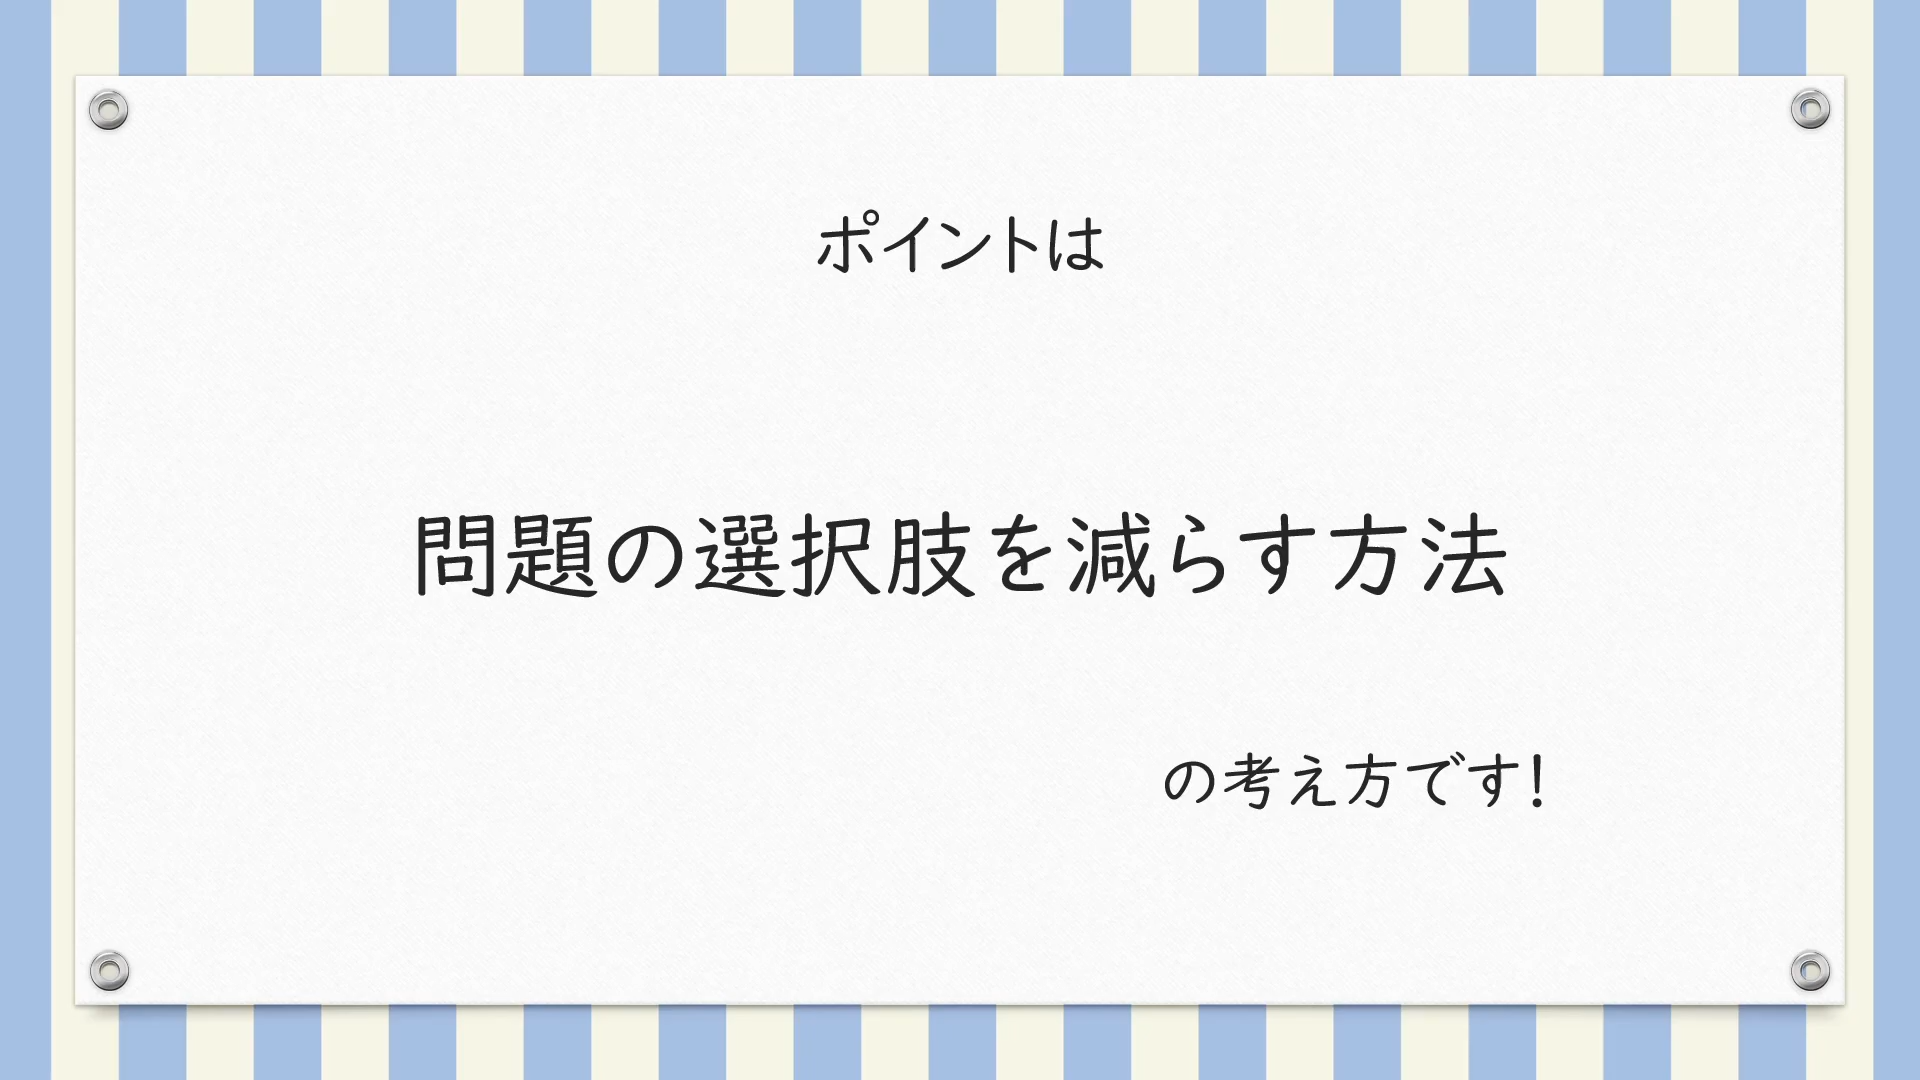 ポイントは
問題の選択肢を減らす方法
の考え方です!